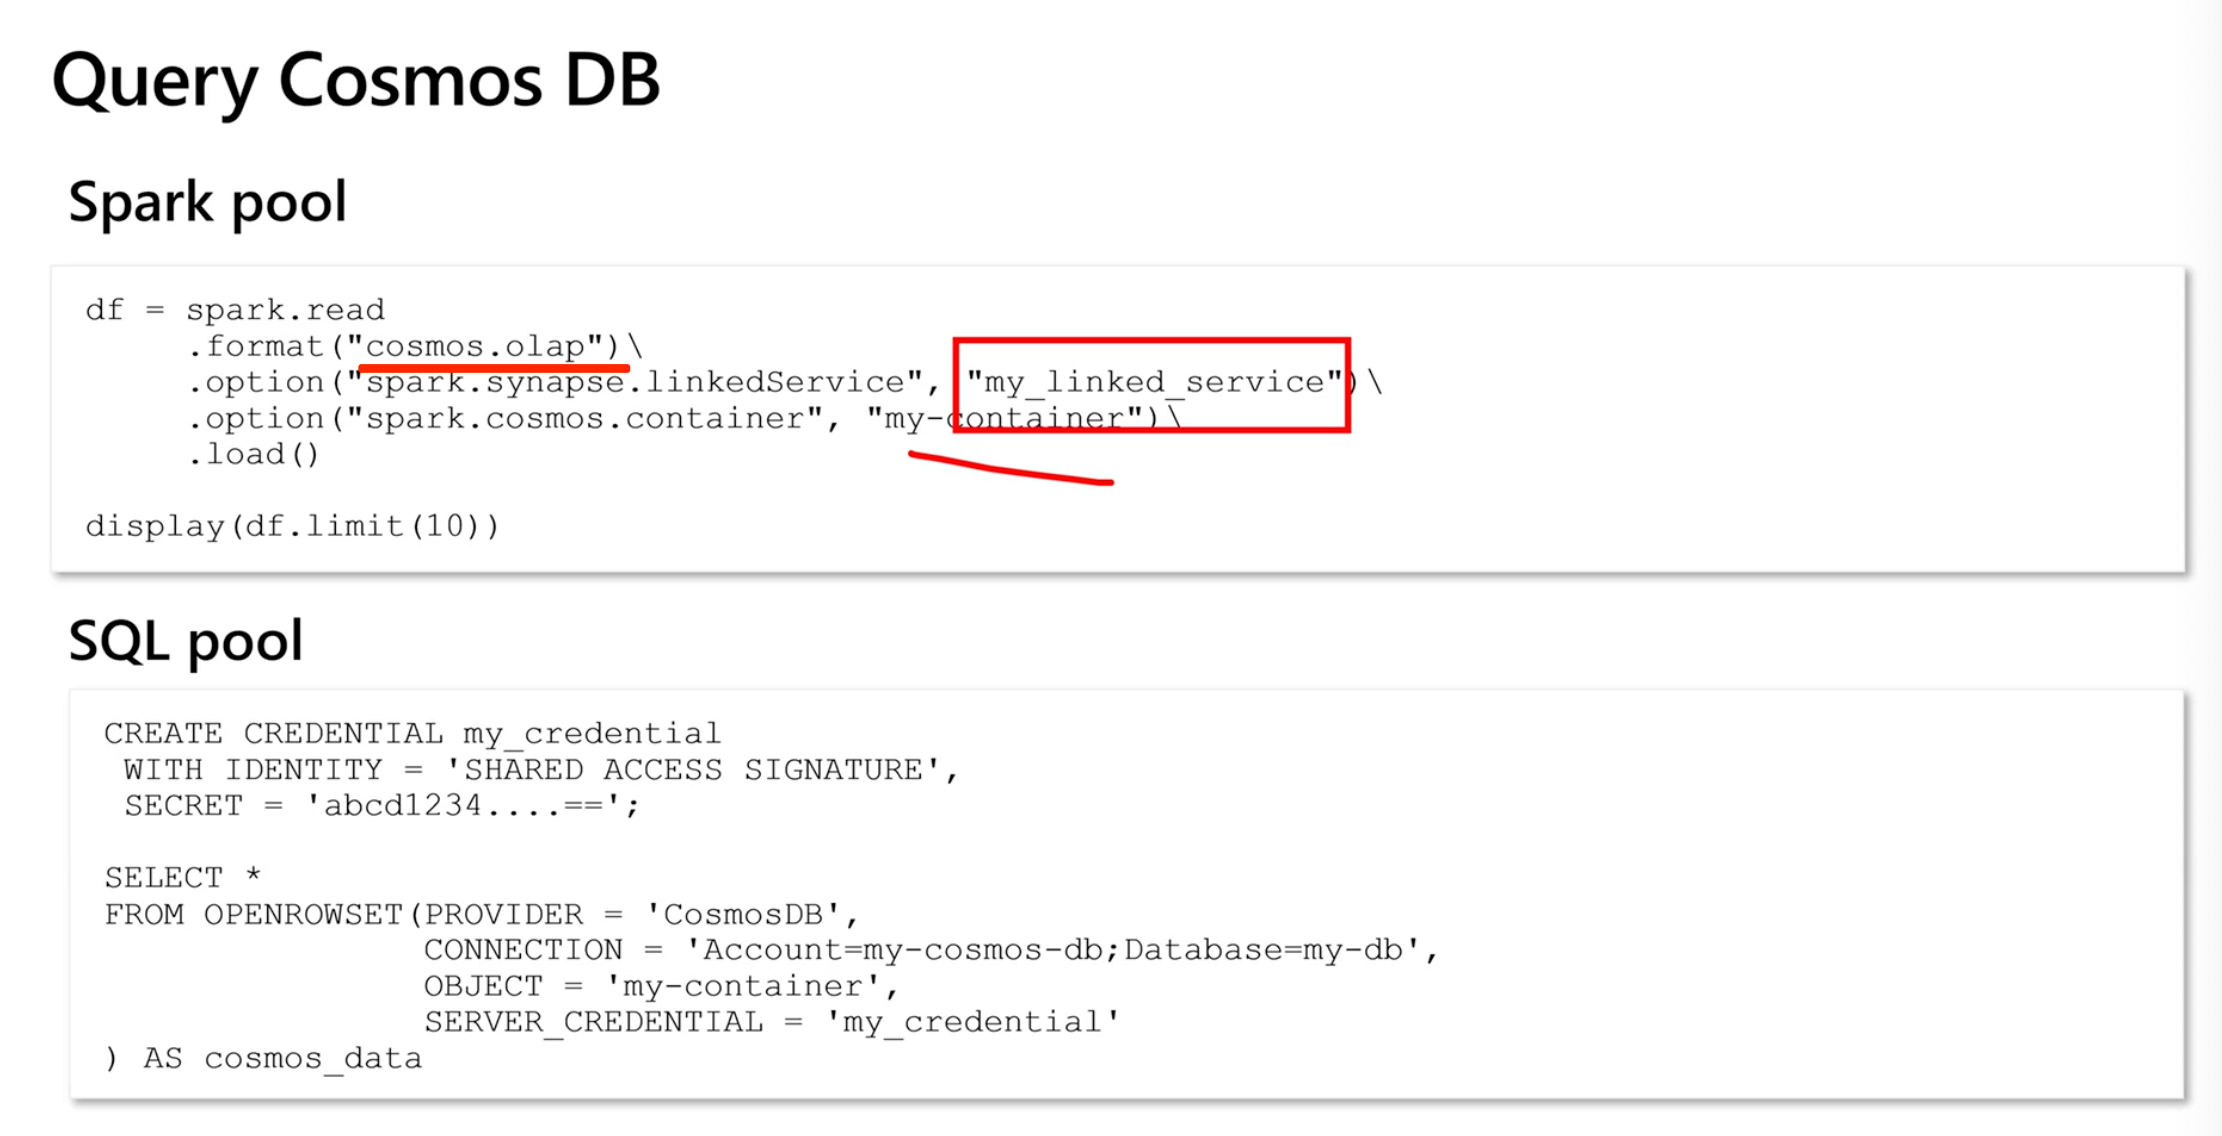 Query Cosmos DB
Spark pool
df = spark.read
.format("cosmos.olap")\
.option("spark.synapse.linkedService", "my_linked_service")\
.option("spark.cosmos.container", "my-container")\
.load()
display(df.limit(10))
SQL pool
CREATE CREDENTIAL my_credential
WITH IDENTITY = 'SHARED ACCESS SIGNATURE',
SECRET = 'abcd1234....==';
SELECT *
FROM OPENROWSET(PROVIDER = 'CosmosDB',
CONNECTION = 'Account=my-cosmos-db;Database=my-db',
OBJECT = 'my-container',
SERVER_CREDENTIAL = 'my_credential'
) AS cosmos_data